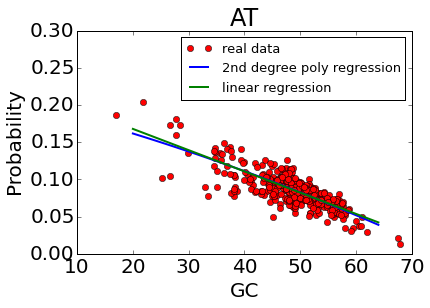 AT
0.30
0.25
0.20
0.15
0.10
0.05
0.00
Probability
real data
2nd degree poly regression
linear regression
10 20 30 40 50 60 70
GC